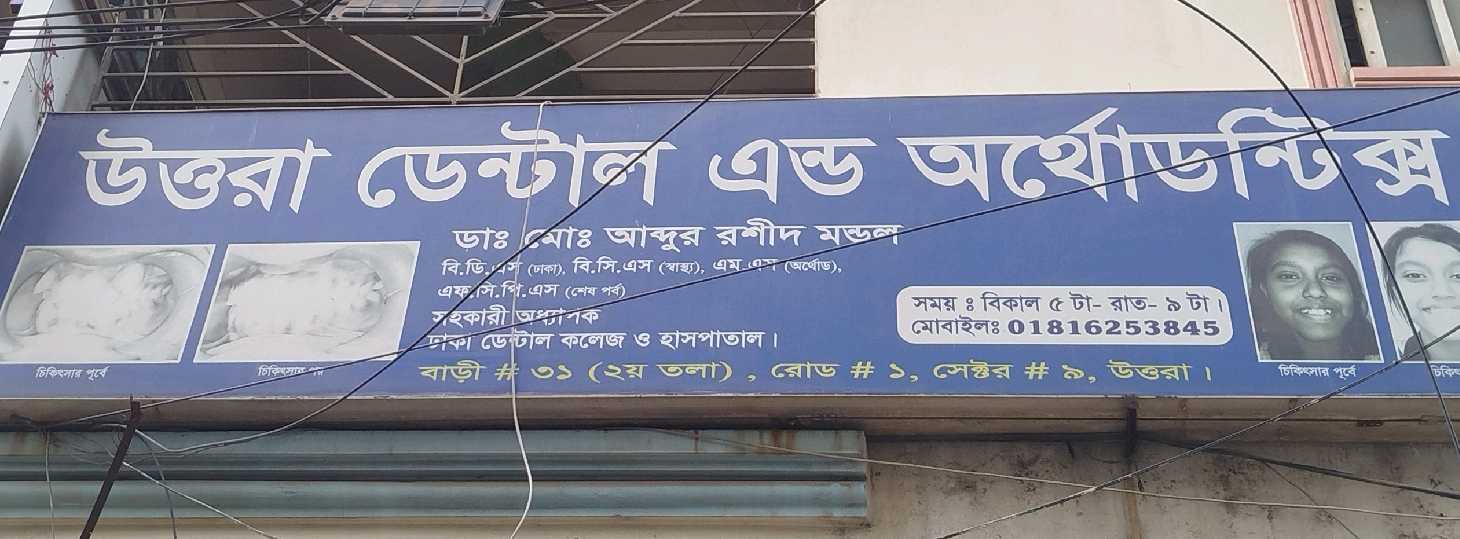 উত্তরা ডেন্টাল এন্ড অর্থোডন্টিক্স
ডাঃ মোঃ আব্দুর রশীদ মন্ডল
বি.ডি.এস (ঢাকা), বি.সি.এস (স্বাস্থ্য), এম.এস (অর্থোড),
এফ.সি.পি.এস (শেষ পর্ব)
সহকারী অধ্যাপক
ঢাকা ডেন্টাল কলেজ ও হাসপাতাল।
সময় ঃ বিকাল ৫ টা- রাত- ৯ টা।
মোবাইলঃ 01816253845
বাড়ী # ৩১ (২য় তলা) , রোড # ১, সেক্টর # ৯, উত্তরা।
চিকিৎসার পূর্বে
চিকিৎসার পর
চিকিৎসার পূর্বে